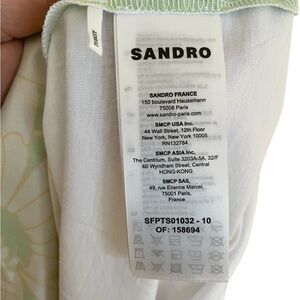 SANDRO
SANDRO FRANCE
150 boulevard Haussmann
75008 Paris
www.sandro-paris.com
SMCP USA Inc.
44 Wall Street, 12th Floor
New York, New York 10005
RN132784
SMCP ASIA Inc.
The Centrium, Suite 3203A-5A, 32/F
60 Wyndham Street, Central
HONG-KONG
SMCP SAS,
49, rue Etienne Marcel,
75001 Paris,
France
SFPTS01032 - 10
OF: 158694